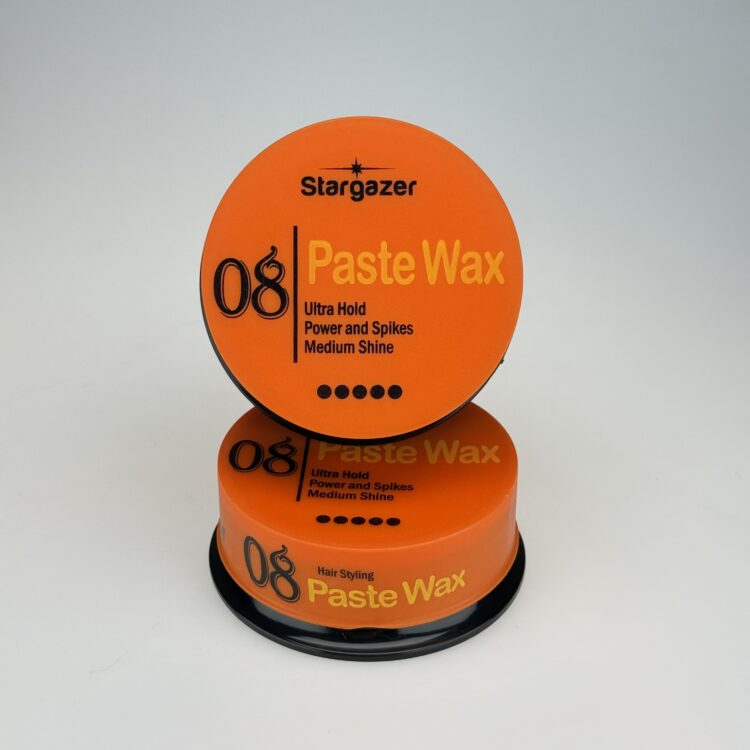 Stargazer
08
Paste Wax
Ultra Hold
Power and Spikes
Medium Shine
08
Paste Wax
Ultra Hold
Power and Spikes
Medium Shine
08
Hair Styling
Paste Wax